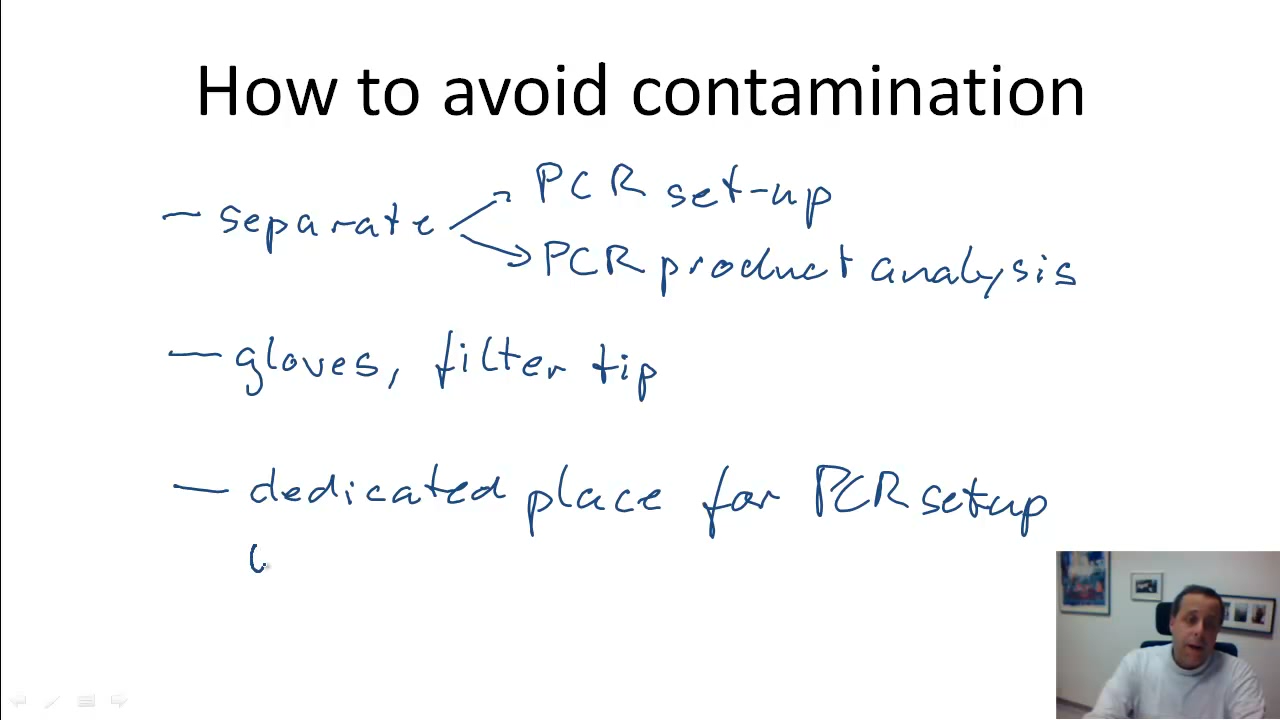 How to avoid contamination
– separate PCR set-up
PCR product analysis
– gloves, filter tip
– dedicated place for PCR setup